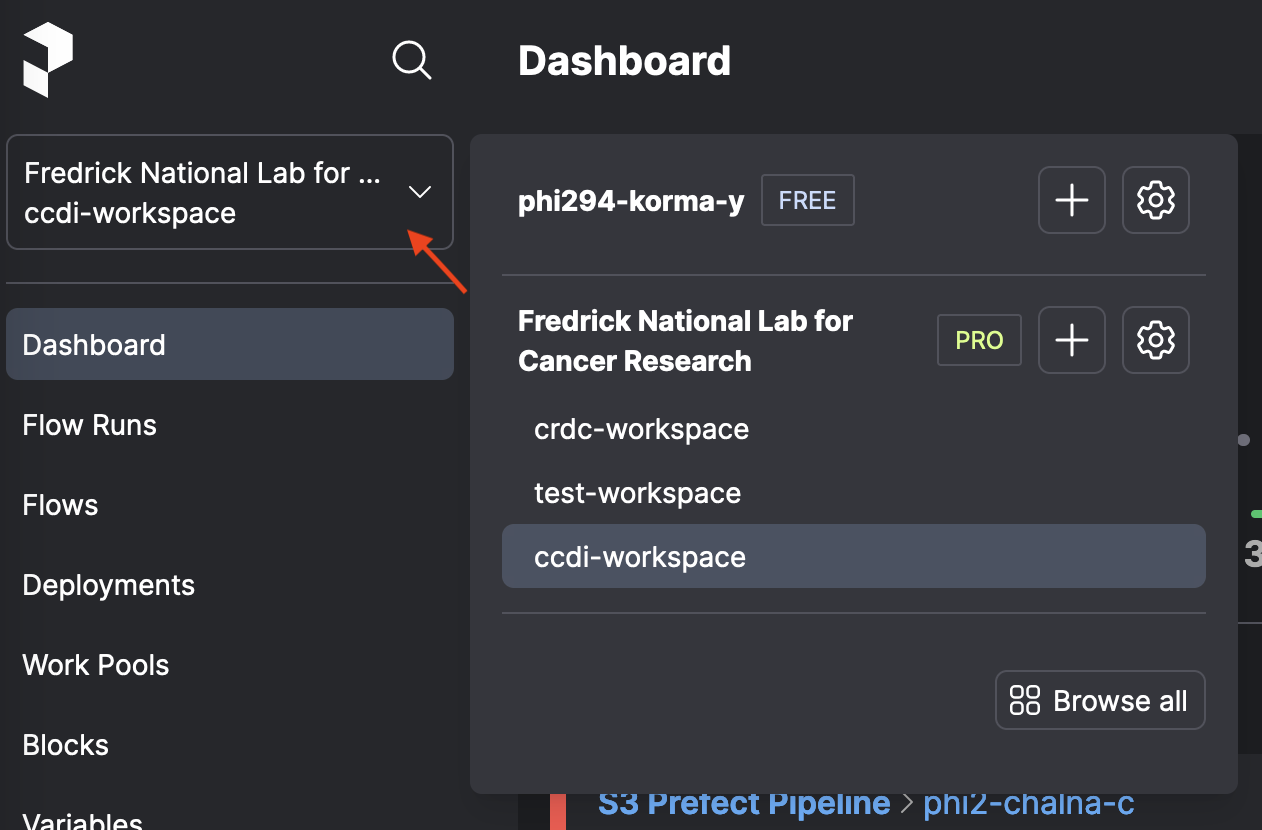 Dashboard
Fredrick National Lab for ...
ccdi-workspace
Dashboard
Flow Runs
Flows
Deployments
Work Pools
Blocks
Variables
phi294-korma-y
FREE
Fredrick National Lab for
Cancer Research
PRO
crdc-workspace
test-workspace
ccdi-workspace
Browse all
3
S3 Prefect Pipeline > phi2-chalna-c